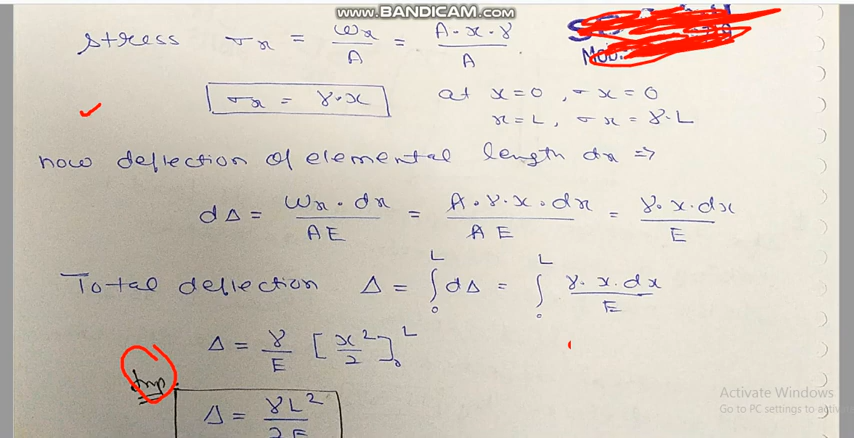 www.BANDICAM.com
stress σx = Wx/A = A·x·γ/A
Mob.
σx = γ·x at x=0, σx = 0
x=L, σx = γ·L
now deflection of elemental length dx ⇒
dΔ = Wx·dx/AE = A·γ·x·dx/AE = γ·x·dx/E
Total deflection Δ = ∫₀ᴸ dΔ = ∫₀ᴸ γ·x·dx/E
Δ = γ/E [x²/2]₀ᴸ
Imp
Δ = γL²/2E
Activate Windows
Go to PC settings to activ